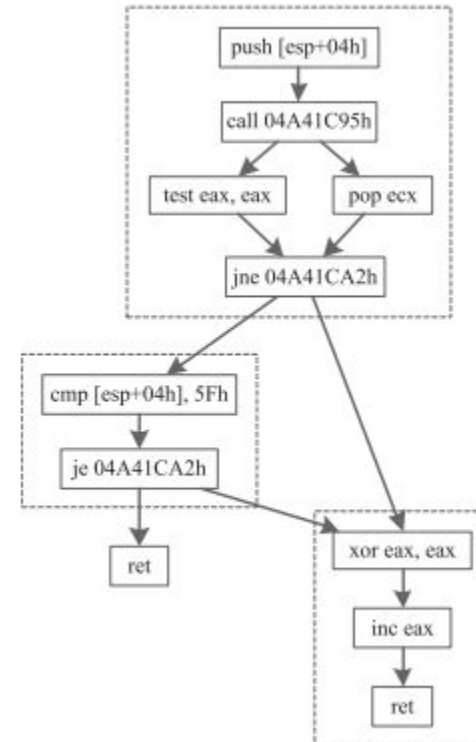 push [esp+04h]
call 04A41C95h
test eax, eax
pop ecx
jne 04A41CA2h
cmp [esp+04h], 5Fh
je 04A41CA2h
ret
xor eax, eax
inc eax
ret